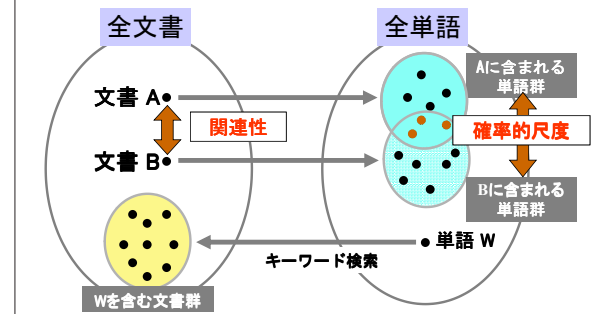 全文書
全単語
文書 A
Aに含まれる
単語群
関連性
確率的尺度
文書 B
Bに含まれる
単語群
単語 W
キーワード検索
Wを含む文書群